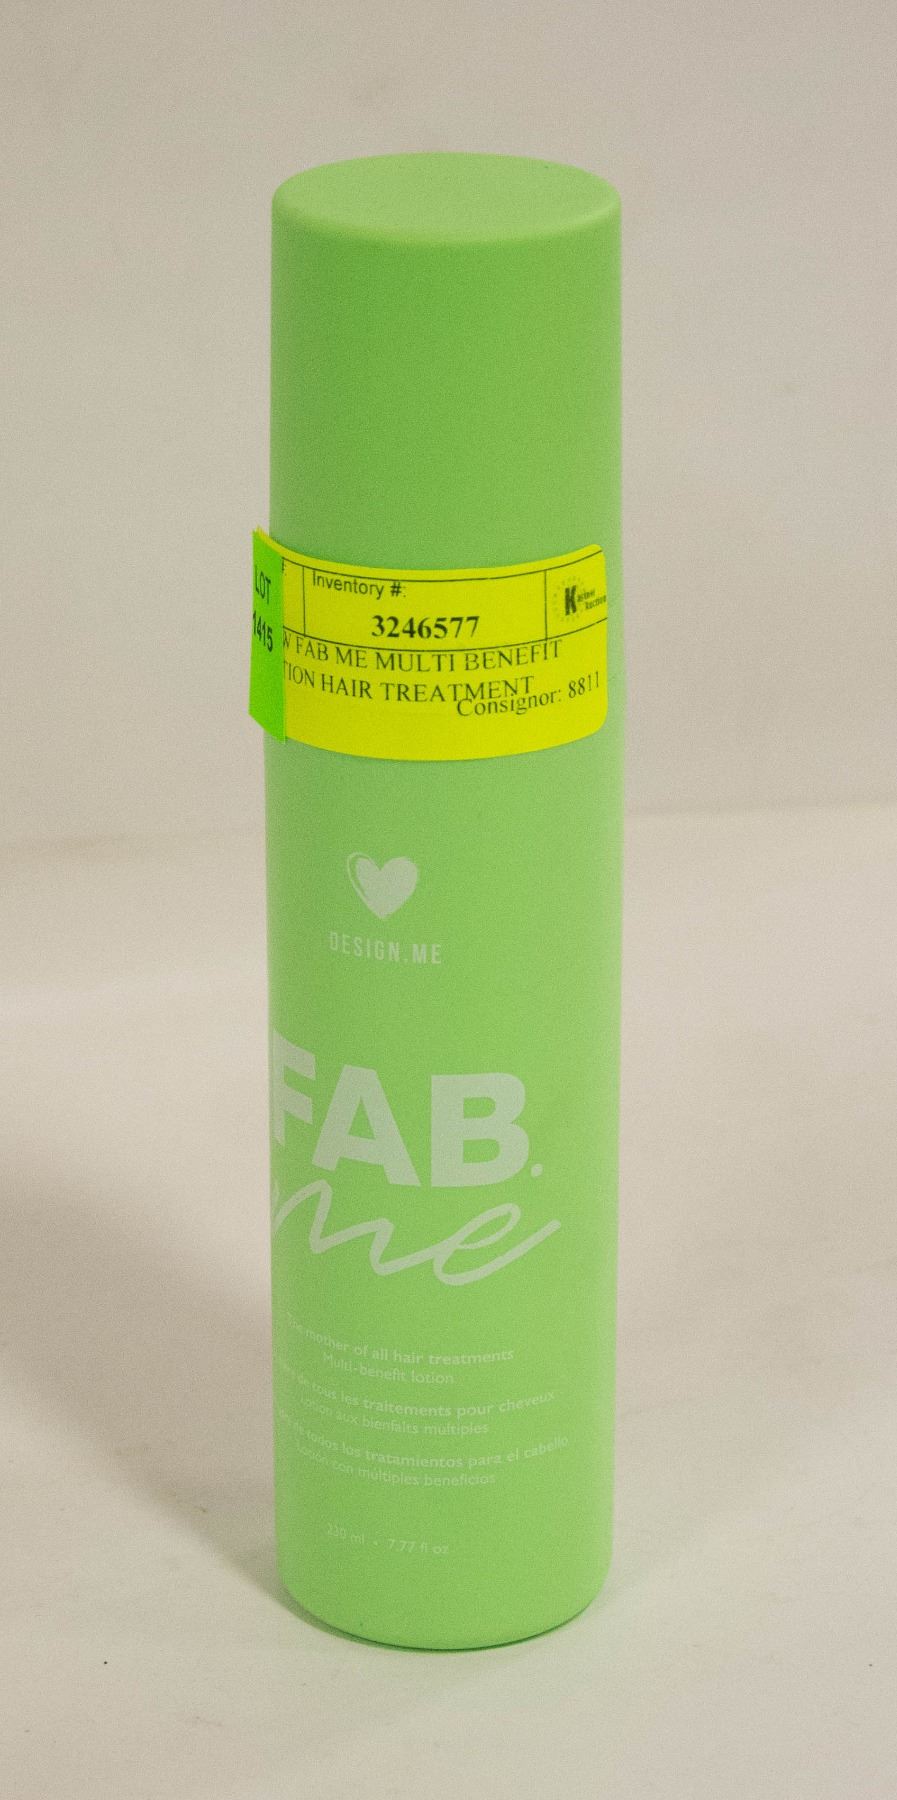 LOT
1415
Inventory #:
3246577
FAB ME MULTI BENEFIT
HAIR TREATMENT
Consignor: 8811
DESIGN.ME
FAB.
me
The mother of all hair treatments
Multi-benefit lotion
de tous les traitements pour cheveux
Lotion aux bienfaits multiples
de todos los tratamientos para el cabello
Loción con múltiples beneficios
230 ml • 7.77 fl oz